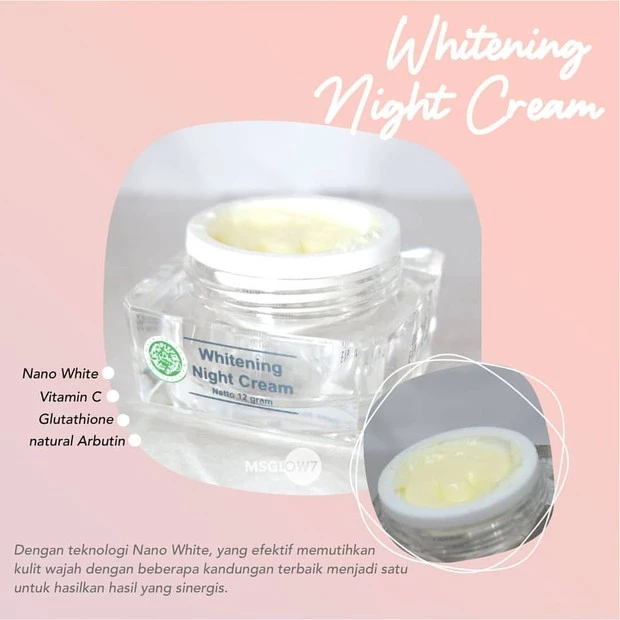 Whitening
Night Cream
Whitening
Night Cream
Netto 12 gram
Nano White
Vitamin C
Glutathione
natural Arbutin
MSGLOW7
Dengan teknologi Nano White, yang efektif memutihkan
kulit wajah dengan beberapa kandungan terbaik menjadi satu
untuk hasilkan hasil yang sinergis.